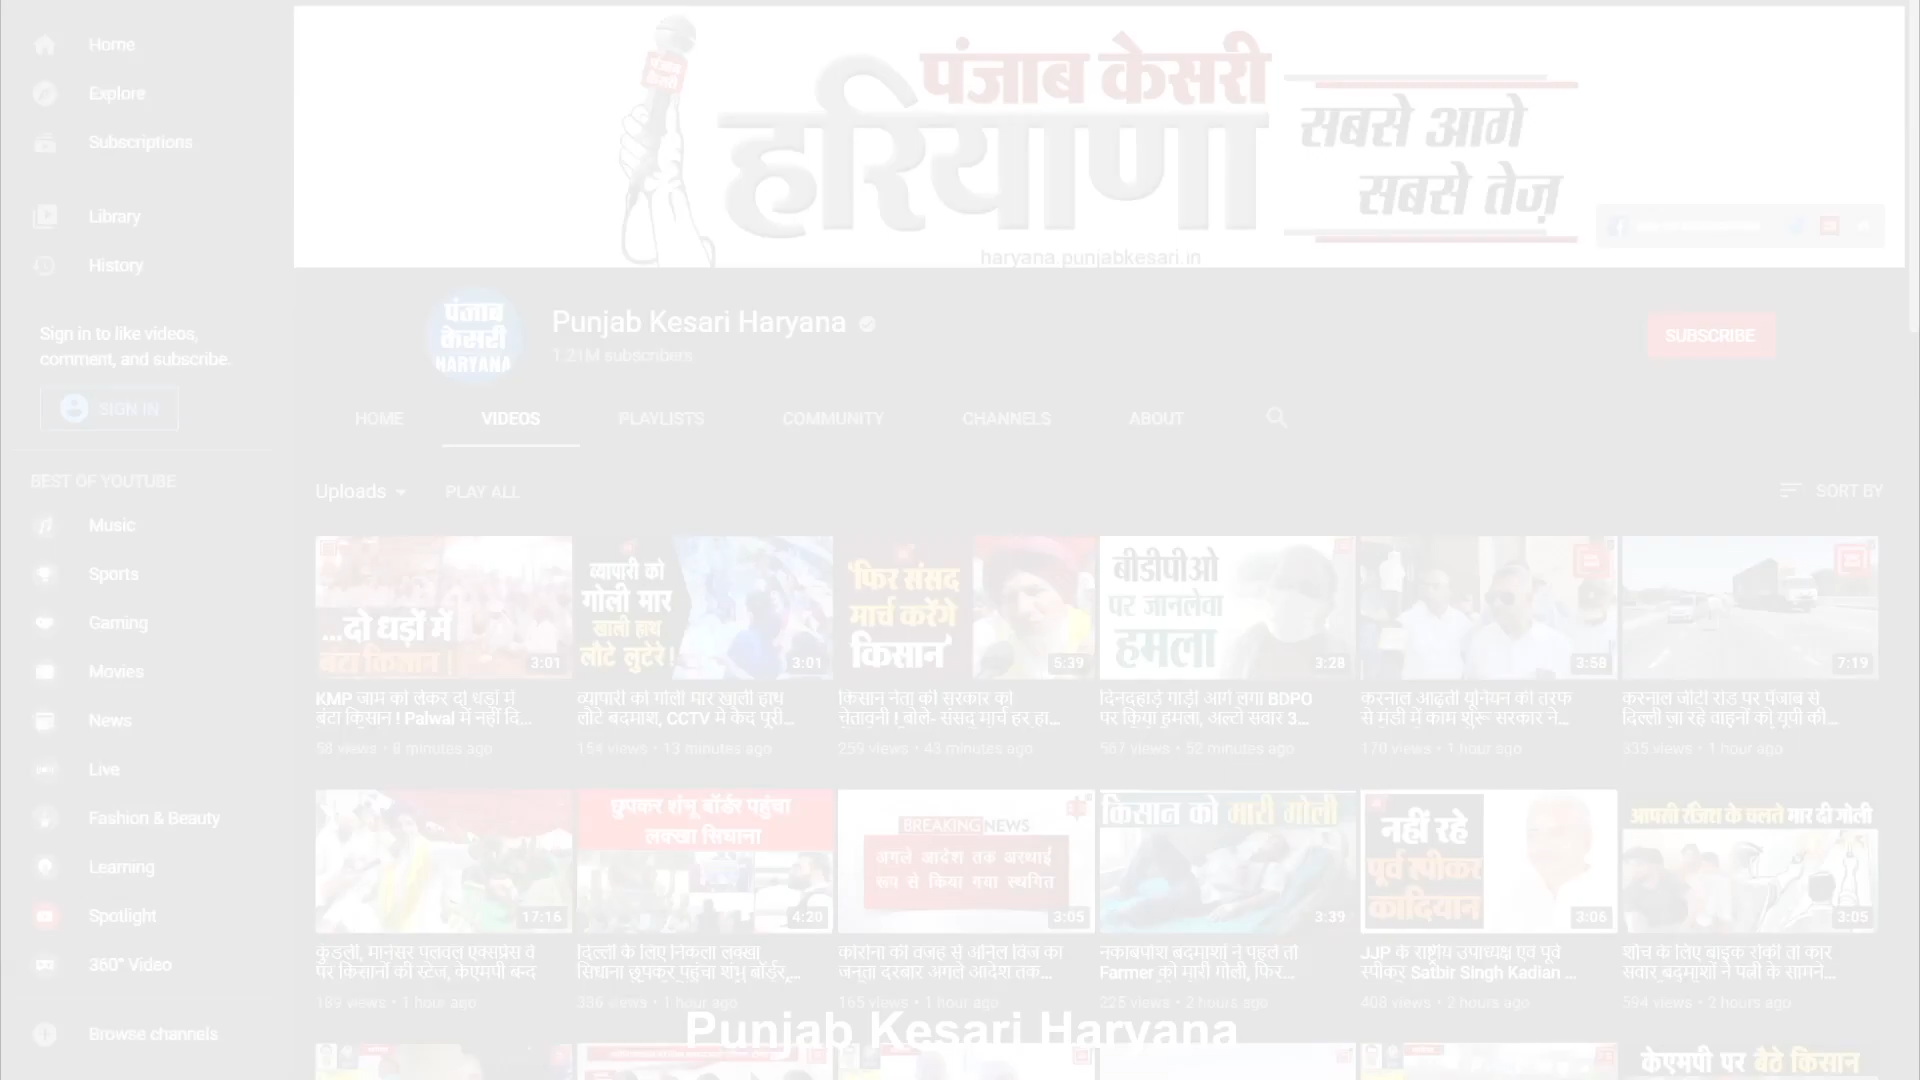 Home
Explore
Subscriptions
Library
History
Sign in to like videos,
comment, and subscribe.
SIGN IN
BEST OF YOUTUBE
Music
Sports
Gaming
Movies
News
Live
Fashion & Beauty
Learning
Spotlight
360° Video
Browse channels
पंजाब केसरी
हरियाणा
सबसे आगे
सबसे तेज़
haryana.punjabkesari.in
पंजाब
केसरी
HARYANA
Punjab Kesari Haryana
1.21M subscribers
SUBSCRIBE
HOME VIDEOS PLAYLISTS COMMUNITY CHANNELS ABOUT
Uploads PLAY ALL SORT BY
...दो धड़ों में
बंटा किसान !
3:01
KMP जाम को लेकर दो धड़ों में
बंटा किसान ! Palwal में नहीं दि...
58 views • 8 minutes ago
व्यापारी को
गोली मार
खाली हाथ
लौटे लुटेरे !
3:01
व्यापारी को गोली मार खाली हाथ
लौटे बदमाश, CCTV में कैद पूरी...
154 views • 13 minutes ago
'फिर संसद
मार्च करेंगे
किसान'
5:39
किसान नेता की सरकार को
चेतावनी ! बोले- संसद मार्च हर हा...
259 views • 43 minutes ago
बीडीपीओ
पर जानलेवा
हमला
3:28
दिनदहाड़े गाड़ी आगे लगा BDPO
पर किया हमला, अल्टो सवार 3...
567 views • 52 minutes ago
3:58
करनाल आढ़ती यूनियन की तरफ
से मंडी में काम शुरू सरकार ने...
170 views • 1 hour ago
7:19
करनाल जीटी रोड पर पंजाब से
दिल्ली जा रहे वाहनों को यूपी की...
335 views • 1 hour ago
17:16
कुंडली, मानेसर पलवल एक्सप्रेस वे
पर किसानों की स्टेज, केएमपी बन्द
189 views • 1 hour ago
छुपकर शंभू बॉर्डर पहुंचा
लक्खा सिधाना
4:20
दिल्ली के लिए निकला लक्खा
सिधाना छुपकर पहुंचा शंभू बॉर्डर,...
336 views • 1 hour ago
BREAKING NEWS
अगले आदेश तक अस्थाई
रूप से किया गया स्थगित
3:05
कोरोना की वजह से अनिल विज का
जनता दरबार अगले आदेश तक...
165 views • 1 hour ago
किसान को मारी गोली
3:39
नकाबपोश बदमाशों ने पहले तो
Farmer को मारी गोली, फिर...
225 views • 2 hours ago
नहीं रहे
पूर्व स्पीकर
कादियान
3:06
JJP के राष्ट्रीय उपाध्यक्ष एवं पूर्व
स्पीकर Satbir Singh Kadian ...
408 views • 2 hours ago
आपसी रंजिश के चलते मार दी गोली
3:05
शौच के लिए बाइक रोकी तो कार
सवार बदमाशों ने पत्नी के सामने...
594 views • 2 hours ago
Punjab Kesari Haryana
केएमपी पर बैठे किसान